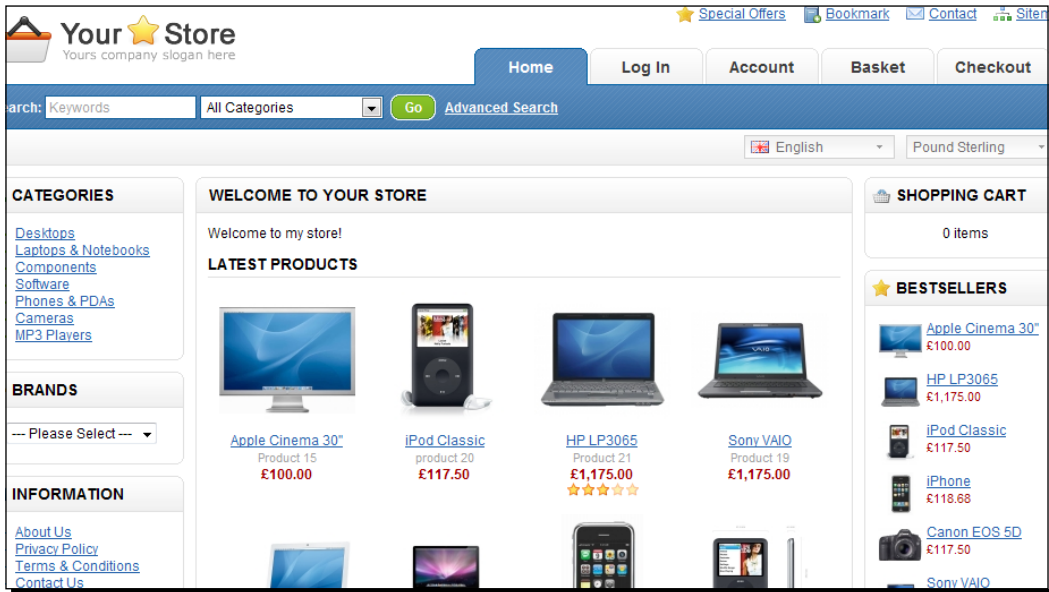 Special Offers Bookmark Contact
Your Store
Yours company slogan here
Home Log In Account Basket Checkout
Keywords All Categories Go Advanced Search
English Pound Sterling
CATEGORIES
Desktops
Laptops & Notebooks
Components
Software
Phones & PDAs
Cameras
MP3 Players
BRANDS
--- Please Select ---
INFORMATION
About Us
Privacy Policy
Terms & Conditions
Contact Us
WELCOME TO YOUR STORE
Welcome to my store!
LATEST PRODUCTS
Apple Cinema 30" iPod Classic HP LP3065 Sony VAIO
Product 15 product 20 Product 21 Product 19
£100.00 £117.50 £1,175.00 £1,175.00
SHOPPING CART
0 items
BESTSELLERS
Apple Cinema 30"
£100.00
HP LP3065
£1,175.00
iPod Classic
£117.50
iPhone
£118.68
Canon EOS 5D
£117.50
Sony VAIO